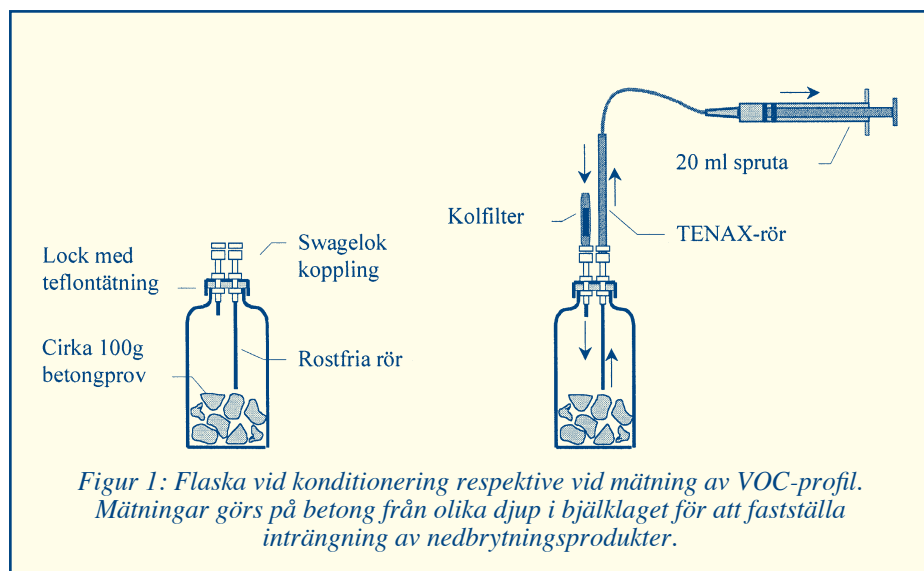 Lock med
teflontätning
Swagelok
koppling
Cirka 100g
betongprov
Rostfria rör
Kolfilter
20 ml spruta
TENAX-rör
Figur 1: Flaska vid konditionering respektive vid mätning av VOC-profil.
Mätningar görs på betong från olika djup i bjälklaget för att fastställa
inträngning av nedbrytningsprodukter.